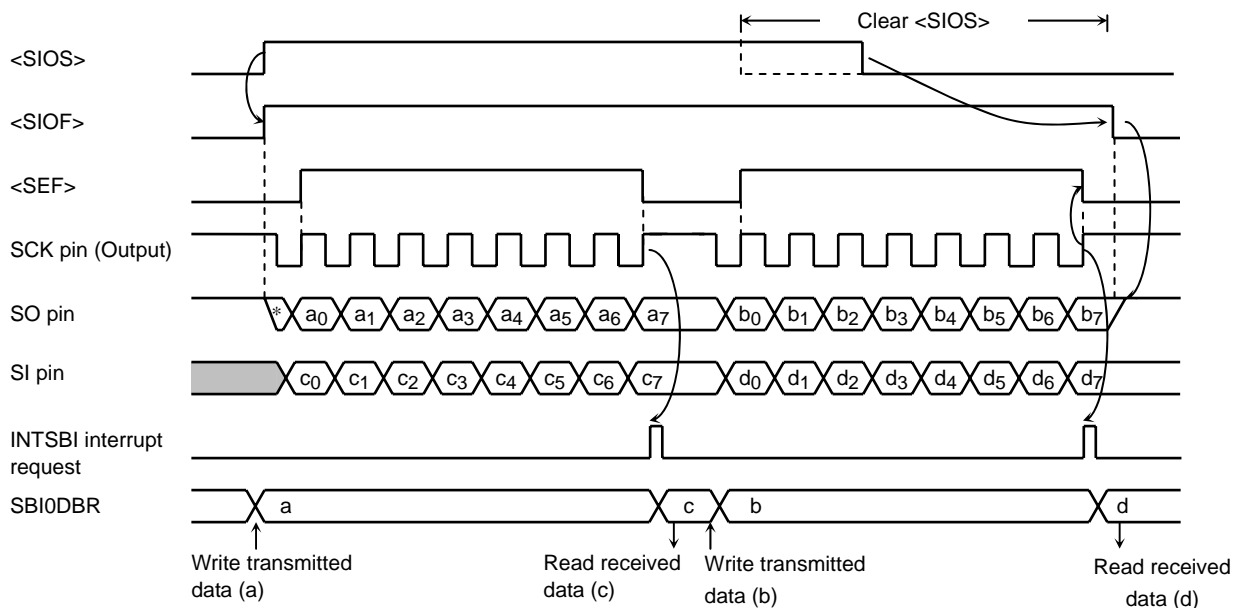 Clear <SIOS>
<SIOS>
<SIOF>
<SEF>
SCK pin (Output)
SO pin
* a0 a1 a2 a3 a4 a5 a6 a7 b0 b1 b2 b3 b4 b5 b6 b7
SI pin
c0 c1 c2 c3 c4 c5 c6 c7 d0 d1 d2 d3 d4 d5 d6 d7
INTSBI interrupt
request
SBI0DBR
a c b d
Write transmitted
data (a)
Read received
data (c)
Write transmitted
data (b)
Read received
data (d)